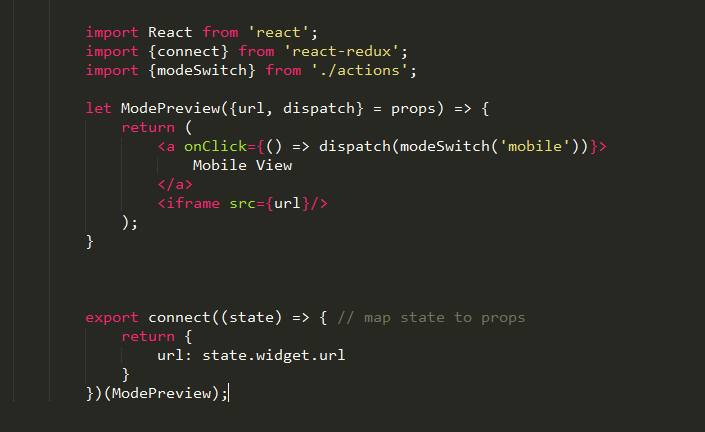 import React from 'react';
import {connect} from 'react-redux';
import {modeSwitch} from './actions';
let ModePreview({url, dispatch} = props) => {
return (
<a onClick={() => dispatch(modeSwitch('mobile'))}>
Mobile View
</a>
<iframe src={url}/>
);
}
export connect((state) => { // map state to props
return {
url: state.widget.url
}
})(ModePreview);